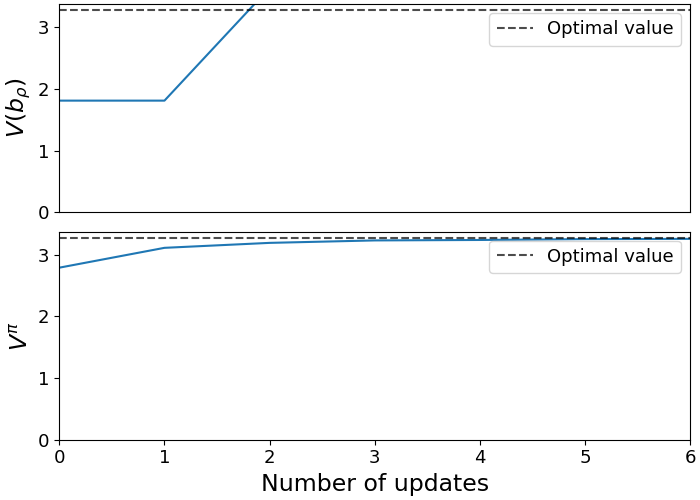 3
2
1
0
V(b_ρ)
Optimal value
3
2
1
0
V^π
Optimal value
0 1 2 3 4 5 6
Number of updates